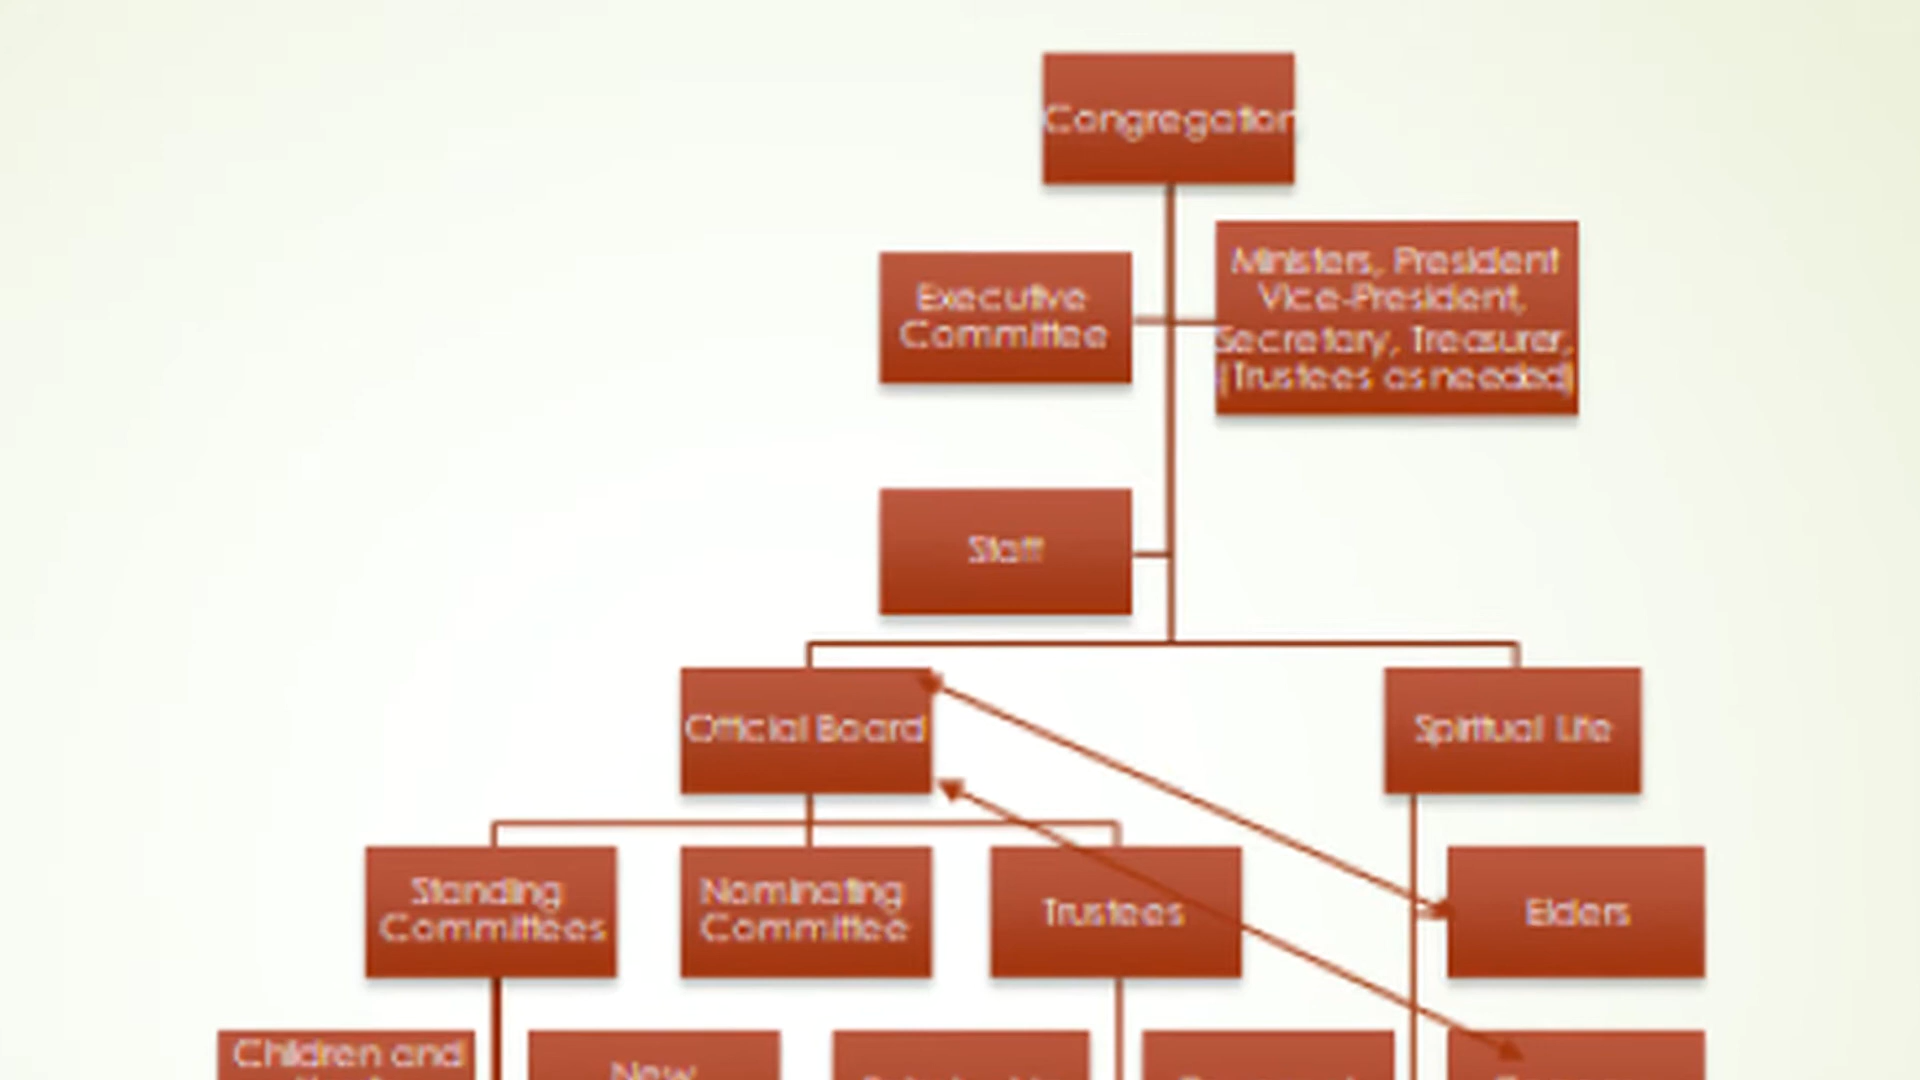 Congregation
Executive
Committee
Ministers, President
Vice-President,
Secretary, Treasurer,
(Trustees as needed)
Staff
Official Board
Spiritual Life
Standing
Committees
Nominating
Committee
Trustees
Elders
Children and
New